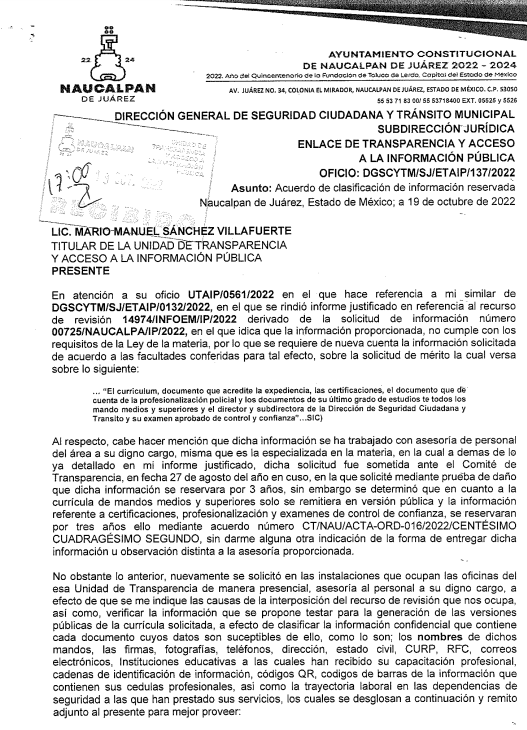 22 24
NAUCALPAN
DE JUÁREZ
AYUNTAMIENTO CONSTITUCIONAL
DE NAUCALPAN DE JUÁREZ 2022 - 2024
2022. Año del Quincentenario de la Fundación de Toluca de Lerdo, Capital del Estado de México
AV. JUÁREZ NO. 34, COLONIA EL MIRADOR, NAUCALPAN DE JUÁREZ, ESTADO DE MÉXICO. C.P. 53050
55 53 71 83 00/ 55 53718400 EXT. 05525 y 5526
DIRECCIÓN GENERAL DE SEGURIDAD CIUDADANA Y TRÁNSITO MUNICIPAL
SUBDIRECCIÓN JURÍDICA
ENLACE DE TRANSPARENCIA Y ACCESO
A LA INFORMACIÓN PÚBLICA
OFICIO: DGSCYTM/SJ/ETAIP/137/2022
Asunto: Acuerdo de clasificación de información reservada
Naucalpan de Juárez, Estado de México; a 19 de octubre de 2022
NAUCALPAN
DE JUÁREZ
17:00
RECIBIDO
LIC. MARIO MANUEL SÁNCHEZ VILLAFUERTE
TITULAR DE LA UNIDAD DE TRANSPARENCIA
Y ACCESO A LA INFORMACIÓN PÚBLICA
PRESENTE
En atención a su oficio UTAIP/0561/2022 en el que hace referencia a mi similar de
DGSCYTM/SJ/ETAIP/0132/2022, en el que se rindió informe justificado en referencia al recurso
de revisión 14974/INFOEM/IP/2022 derivado de la solicitud de información número
00725/NAUCALPA/IP/2022, en el que idica que la información proporcionada, no cumple con los
requisitos de la Ley de la materia, por lo que se requiere de nueva cuenta la información solicitada
de acuerdo a las facultades conferidas para tal efecto, sobre la solicitud de mérito la cual versa
sobre lo siguiente:
... "El curriculum, documento que acredite la expediencia, las certificaciones, el documento que de
cuenta de la profesionalización policial y los documentos de su último grado de estudios te todos los
mando medios y superiores y el director y subdirectora de la Dirección de Seguridad Ciudadana y
Transito y su examen aprobado de control y confianza"...SIC)
Al respecto, cabe hacer mención que dicha información se ha trabajado con asesoría de personal
del área a su digno cargo, misma que es la especializada en la materia, en la cual a demas de lo
ya detallado en mi informe justificado, dicha solicitud fue sometida ante el Comité de
Transparencia, en fecha 27 de agosto del año en cuso, en la que solicité mediante prueba de daño
que dicha información se reservara por 3 años, sin embargo se determinó que en cuanto a la
currícula de mandos medios y superiores solo se remitiera en versión pública y la información
referente a certificaciones, profesionalización y examenes de control de confianza, se reservaran
por tres años ello mediante acuerdo número CT/NAU/ACTA-ORD-016/2022/CENTÉSIMO
CUADRAGÉSIMO SEGUNDO, sin darme alguna otra indicación de la forma de entregar dicha
información u observación distinta a la asesoría proporcionada.
No obstante lo anterior, nuevamente se solicitó en las instalaciones que ocupan las oficinas del
esa Unidad de Transparencia de manera presencial, asesoría al personal a su digno cargo, a
efecto de que se me indique las causas de la interposición del recurso de revisión que nos ocupa,
así como, verificar la información que se propone testar para la generación de las versiones
públicas de la currícula solicitada, a efecto de clasificar la información confidencial que contiene
cada documento cuyos datos son suceptibles de ello, como lo son; los nombres de dichos
mandos, las firmas, fotografías, teléfonos, dirección, estado civil, CURP, RFC, correos
electrónicos, Instituciones educativas a las cuales han recibido su capacitación profesional,
cadenas de identificación de información, códigos QR, codigos de barras de la información que
contienen sus cedulas profesionales, asi como la trayectoria laboral en las dependencias de
seguridad a las que han prestado sus servicios, los cuales se desglosan a continuación y remito
adjunto al presente para mejor proveer: